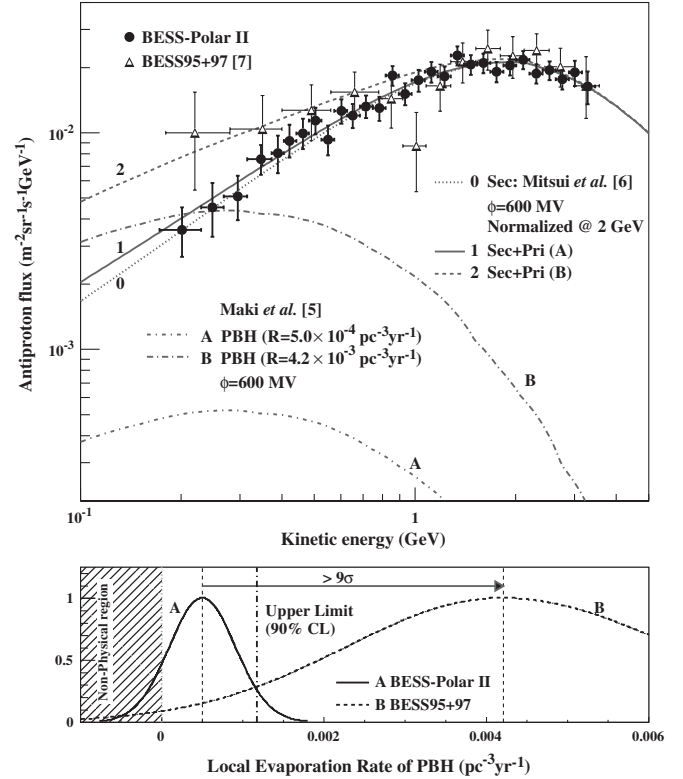 BESS-Polar II
BESS95+97 [7]
10⁻²
2
0 Sec: Mitsui et al. [6]
ϕ=600 MV
Normalized @ 2 GeV
1 Sec+Pri (A)
2 Sec+Pri (B)
1
0
Maki et al. [5]
A PBH (R=5.0×10⁻⁴ pc⁻³yr⁻¹)
B PBH (R=4.2×10⁻³ pc⁻³yr⁻¹)
ϕ=600 MV
10⁻³
B
A
Antiproton flux (m⁻²sr⁻¹s⁻¹GeV⁻¹)
10⁻¹ 1
Kinetic energy (GeV)
> 9σ
1
A
Upper Limit
(90% CL)
B
Non-Physical region
0.5
A BESS-Polar II
B BESS95+97
0
0 0.002 0.004 0.006
Local Evaporation Rate of PBH (pc⁻³yr⁻¹)